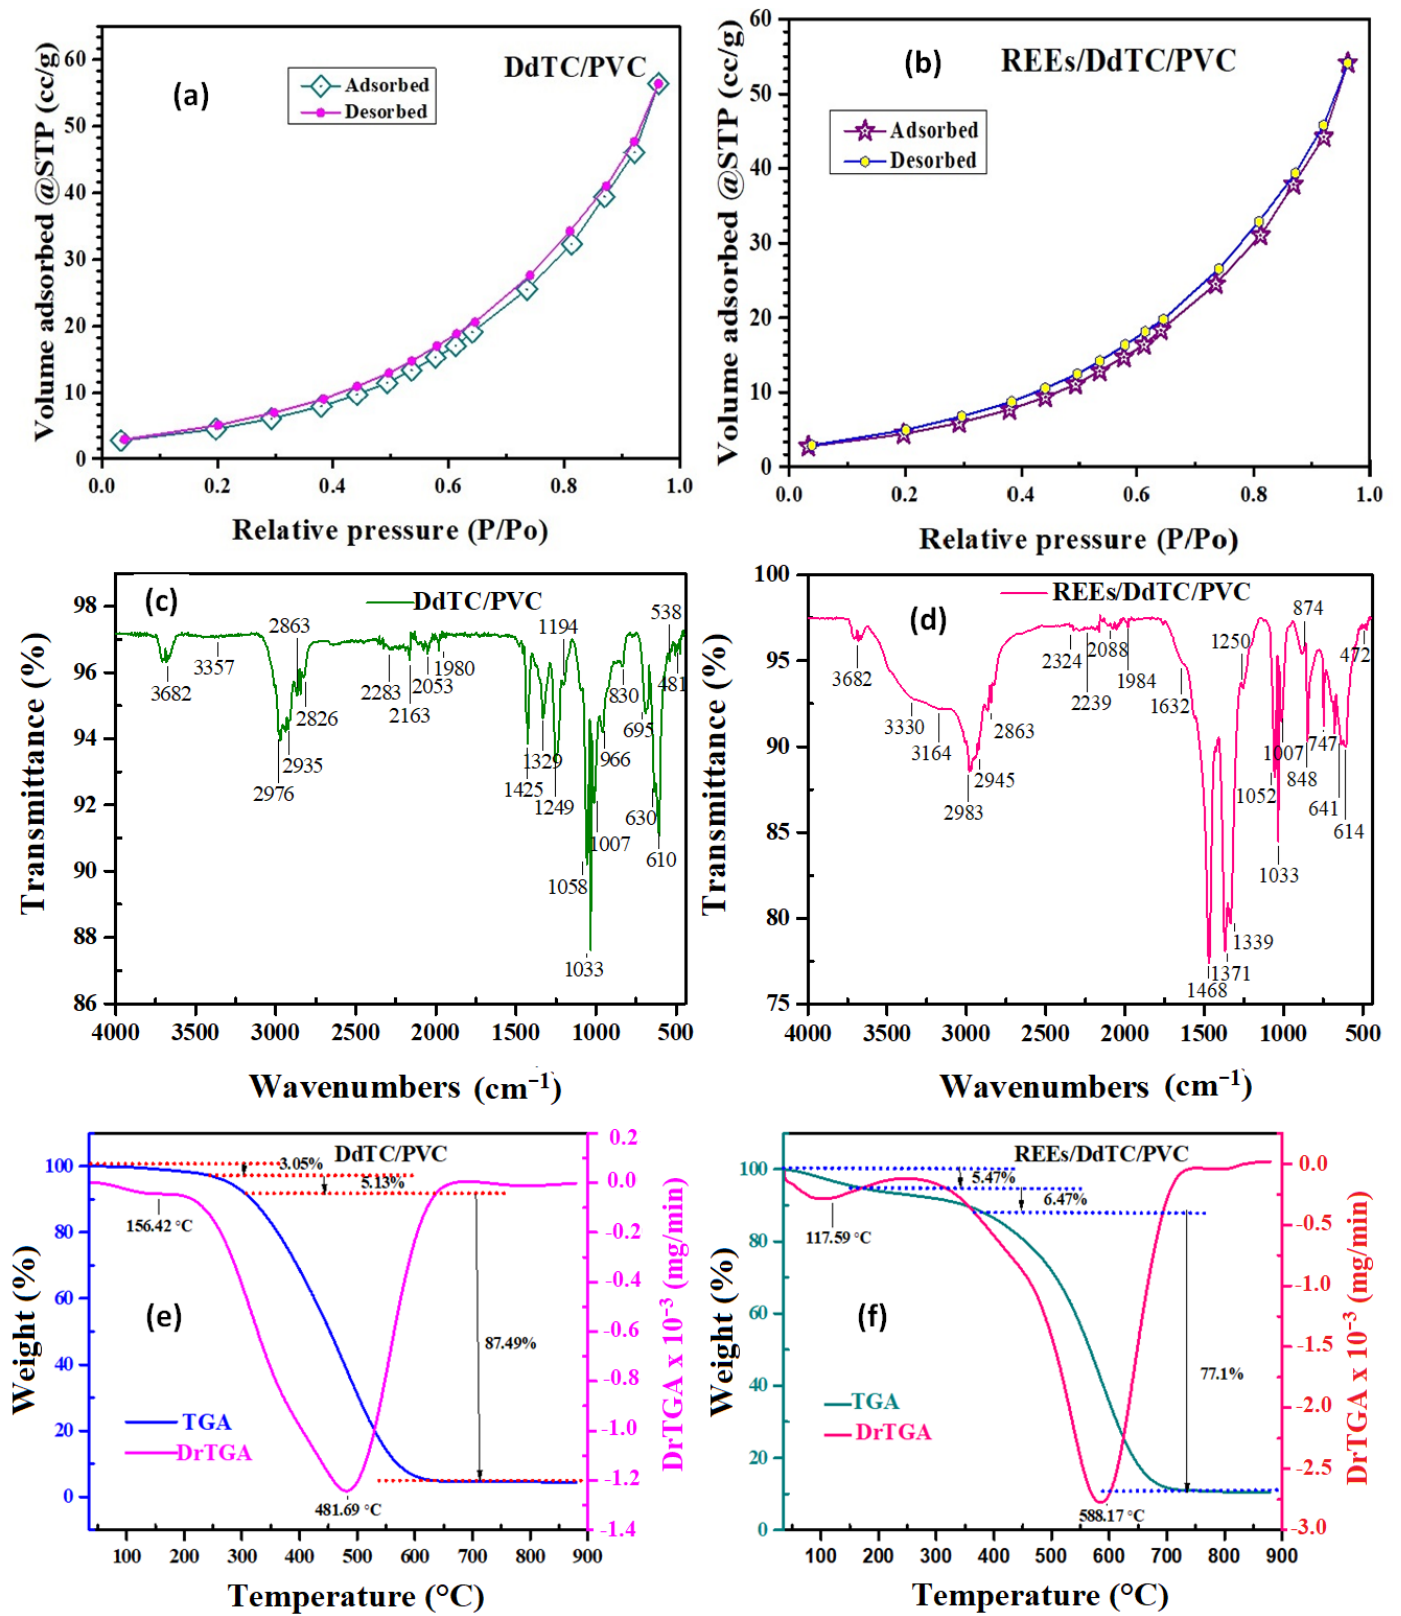 (a)
DdTC/PVC
Adsorbed
Desorbed
Volume adsorbed @STP (cc/g)
60
50
40
30
20
10
0
0.0 0.2 0.4 0.6 0.8 1.0
Relative pressure (P/Po)
(b)
REEs/DdTC/PVC
Adsorbed
Desorbed
Volume adsorbed @STP (cc/g)
60
50
40
30
20
10
0
0.0 0.2 0.4 0.6 0.8 1.0
Relative pressure (P/Po)
(c)
DdTC/PVC
Transmittance (%)
98
96
94
92
90
88
86
3682
3357
2976
2935
2863
2826
2283
2163
2053
1980
1425
1329
1249
1194
1058
1033
1007
966
830
695
630
610
538
481
4000 3500 3000 2500 2000 1500 1000 500
Wavenumbers (cm⁻¹)
(d)
REEs/DdTC/PVC
Transmittance (%)
100
95
90
85
80
75
3682
3330
3164
2983
2945
2863
2324
2239
2088
1984
1632
1468
1371
1339
1250
1052
1033
1007
874
848
747
641
614
472
4000 3500 3000 2500 2000 1500 1000 500
Wavenumbers (cm⁻¹)
(e)
DdTC/PVC
Weight (%)
100
80
60
40
20
0
3.05%
5.13%
87.49%
156.42 °C
481.69 °C
TGA
DrTGA
0.2
0.0
-0.2
-0.4
-0.6
-0.8
-1.0
-1.2
-1.4
DrTGA x 10⁻³ (mg/min)
100 200 300 400 500 600 700 800 900
Temperature (°C)
(f)
REEs/DdTC/PVC
Weight (%)
100
80
60
40
20
0
5.47%
6.47%
77.1%
117.59 °C
588.17 °C
TGA
DrTGA
0.0
-0.5
-1.0
-1.5
-2.0
-2.5
-3.0
DrTGA x 10⁻³ (mg/min)
100 200 300 400 500 600 700 800 900
Temperature (°C)